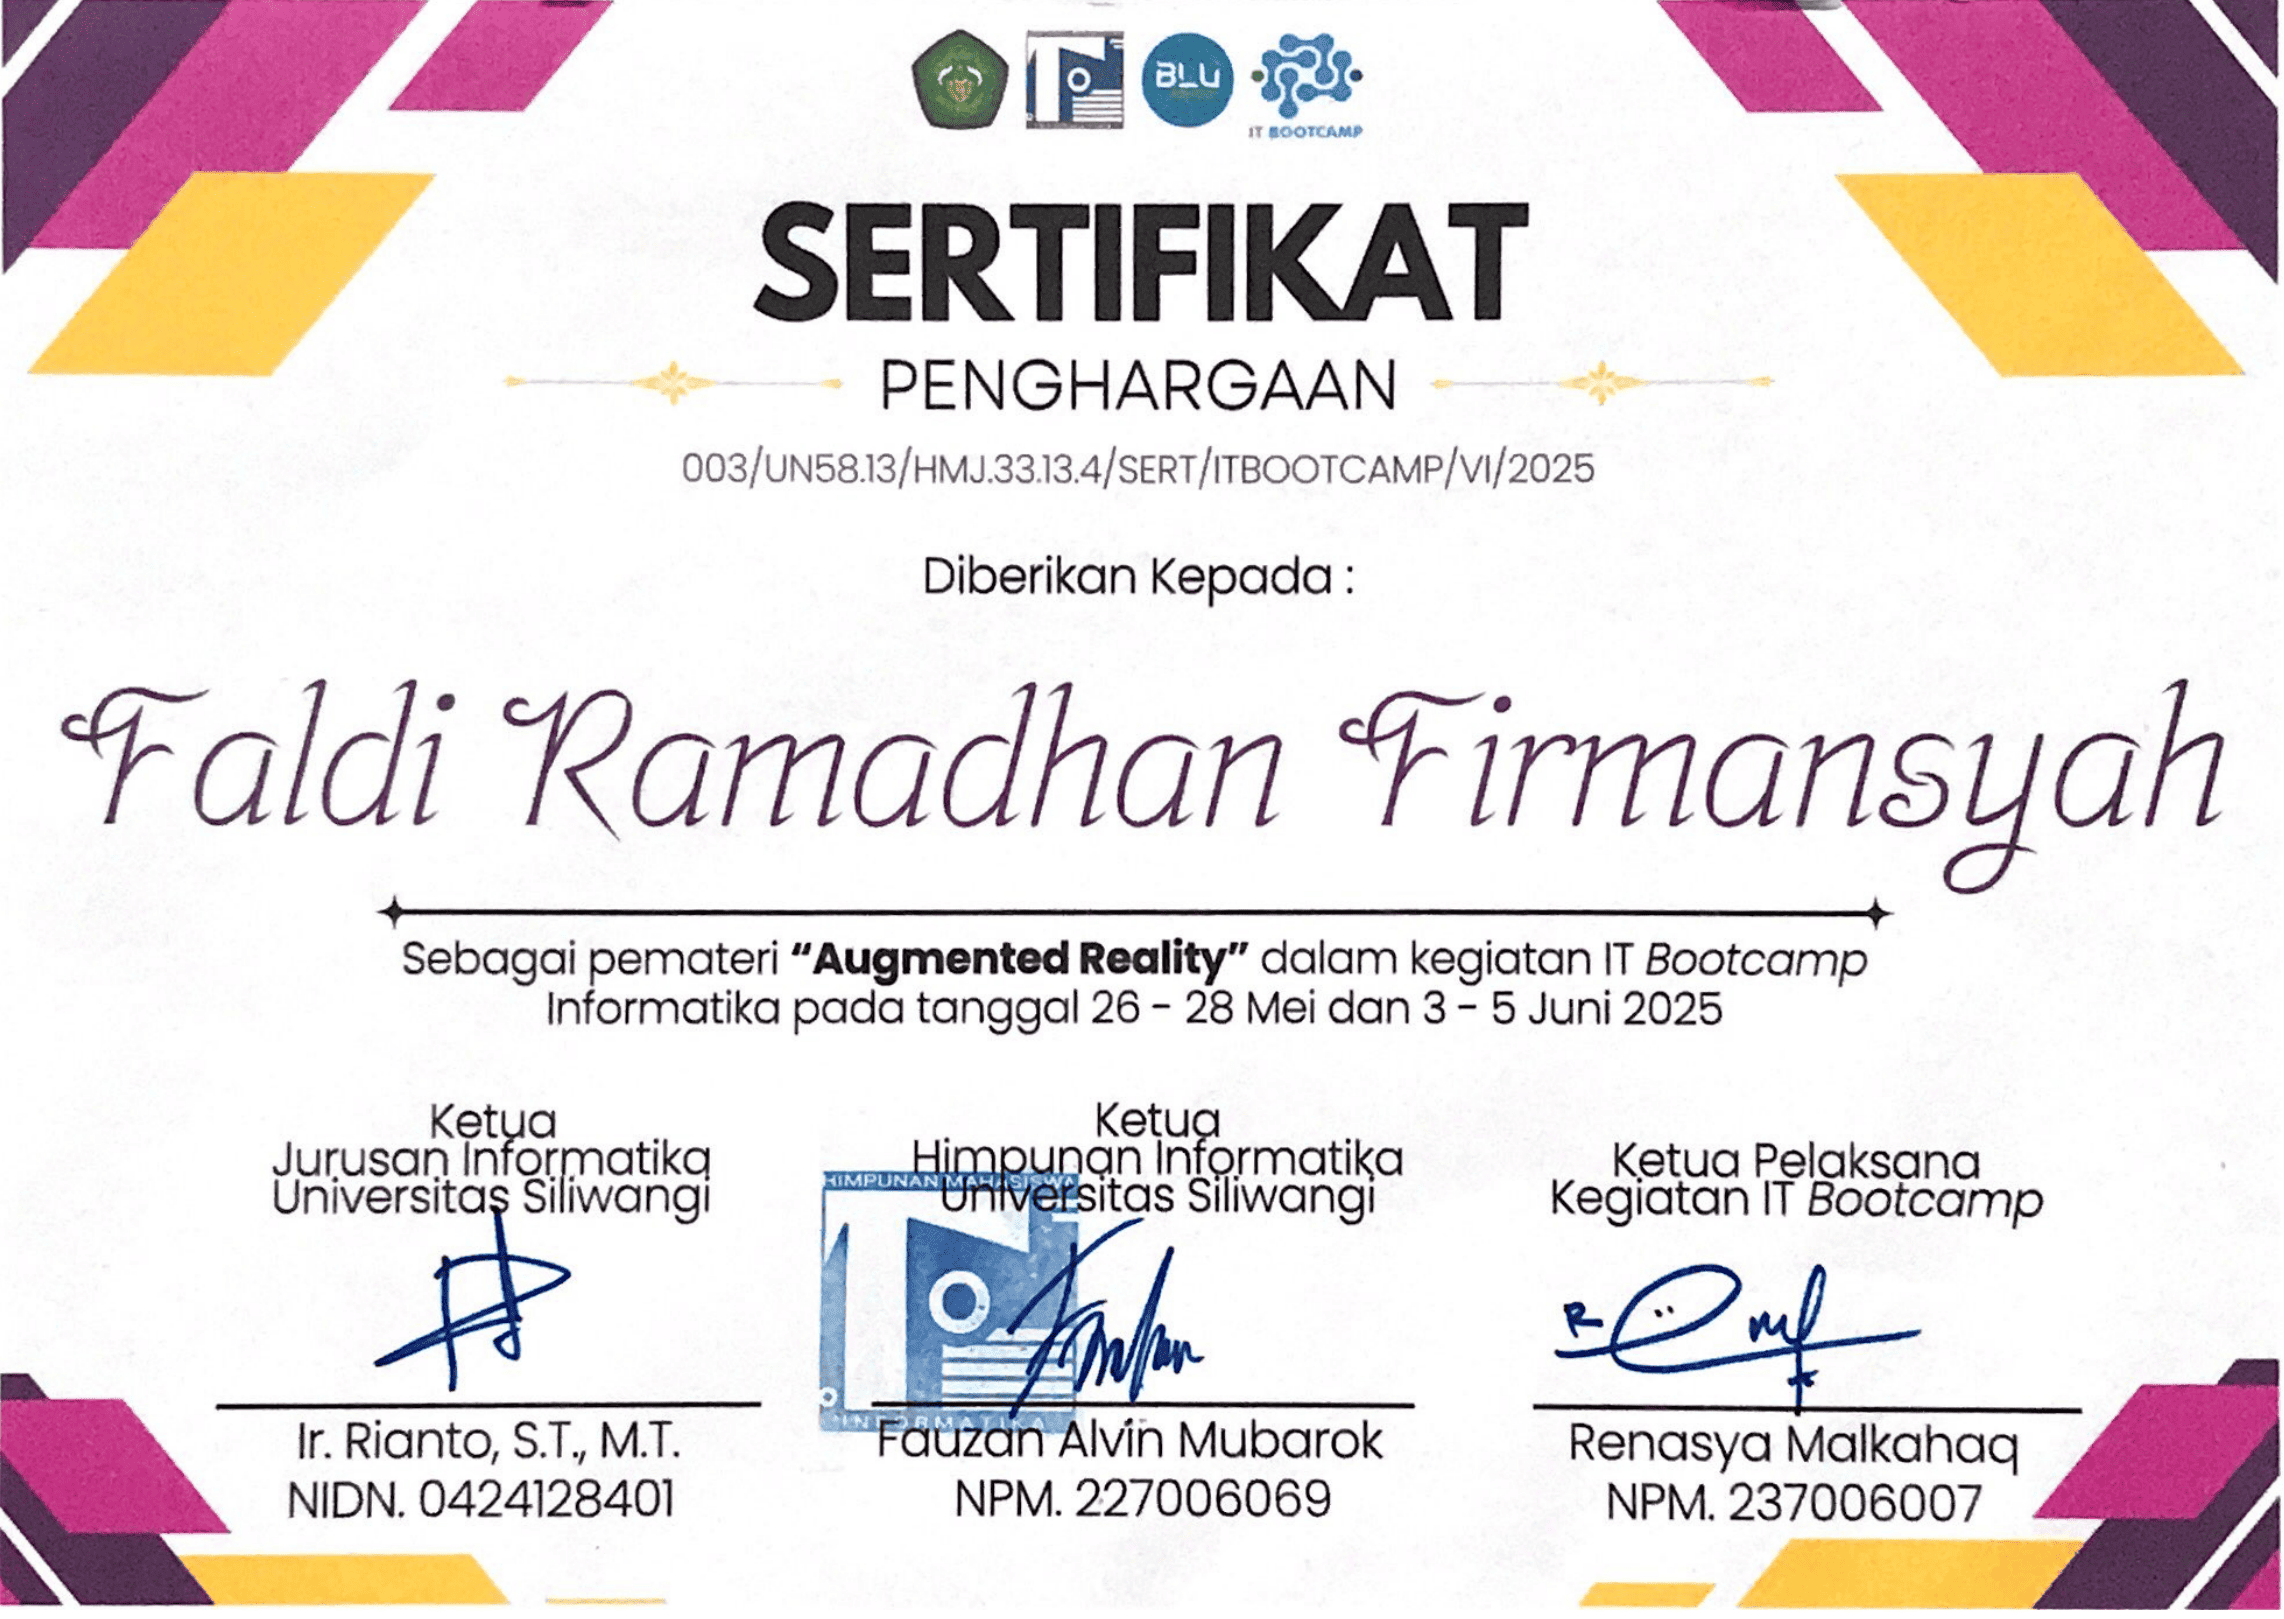 BLU
IT BOOTCAMP
SERTIFIKAT
PENGHARGAAN
003/UN58.13/HMJ.33.13.4/SERT/ITBOOTCAMP/VI/2025
Diberikan Kepada :
Faldi Ramadhan Firmansyah
Sebagai pemateri “Augmented Reality” dalam kegiatan IT Bootcamp
Informatika pada tanggal 26 - 28 Mei dan 3 - 5 Juni 2025
Ketua
Jurusan Informatika
Universitas Siliwangi
Ir. Rianto, S.T., M.T.
NIDN. 0424128401
Ketua
Himpunan Informatika
Universitas Siliwangi
HIMPUNAN MAHASISWA
INFORMATIKA
Fauzan Alvin Mubarok
NPM. 227006069
Ketua Pelaksana
Kegiatan IT Bootcamp
Renasya Malkahaq
NPM. 237006007